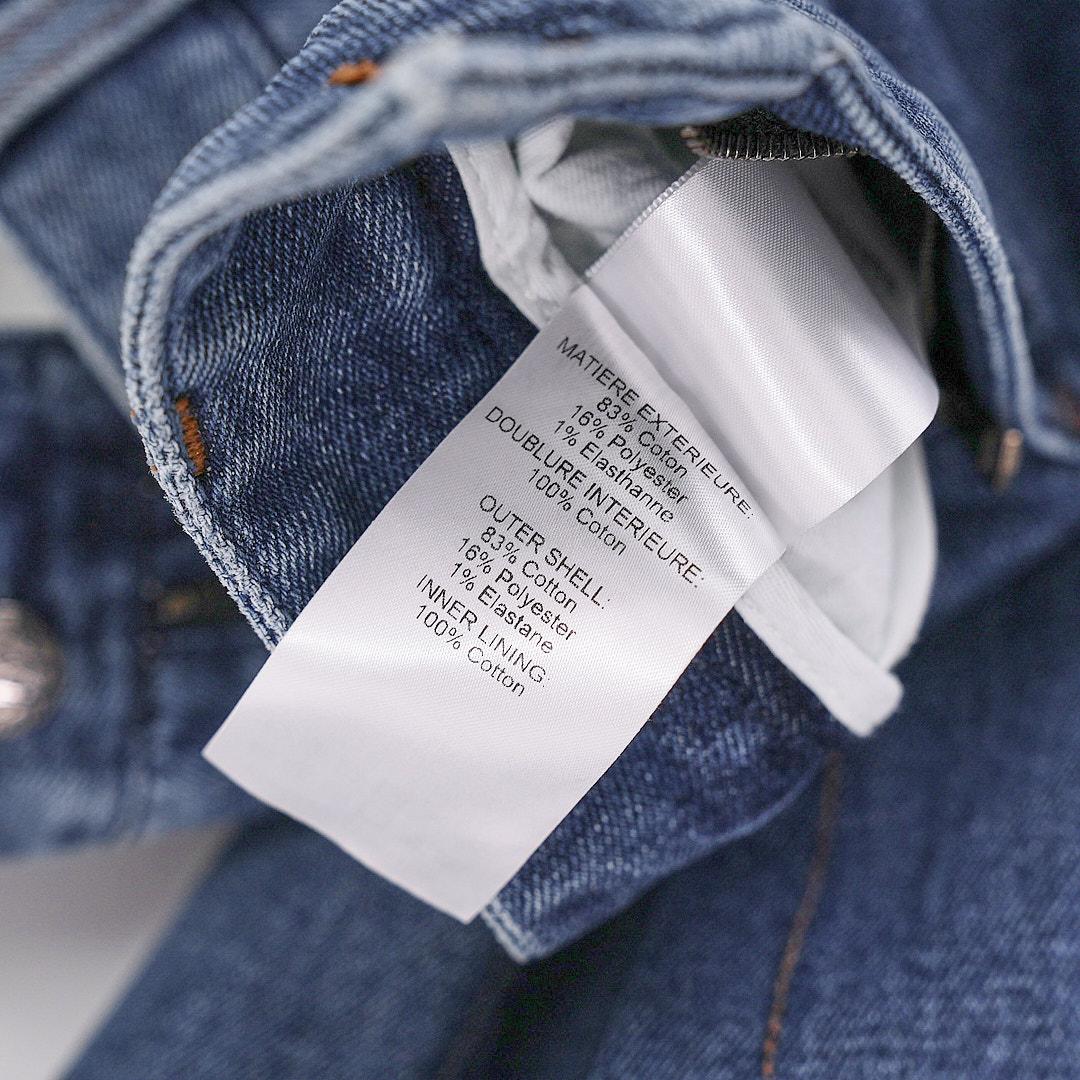 MATIERE EXTERIEURE:
83% Coton
16% Polyester
1% Elasthanne
DOUBLURE INTERIEURE:
100% Coton
OUTER SHELL:
83% Cotton
16% Polyester
1% Elastane
INNER LINING:
100% Cotton